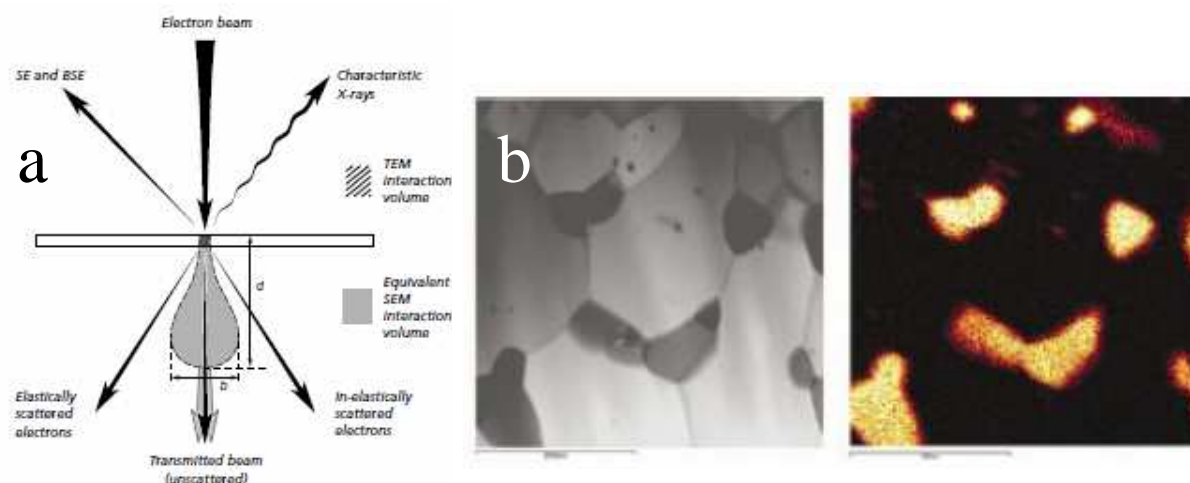 Electron beam
SE and BSE
Characteristic
X-rays
a
TEM
interaction
volume
d
Equivalent
SEM
interaction
volume
b
Elastically
scattered
electrons
In-elastically
scattered
electrons
Transmitted beam
(unscattered)
b